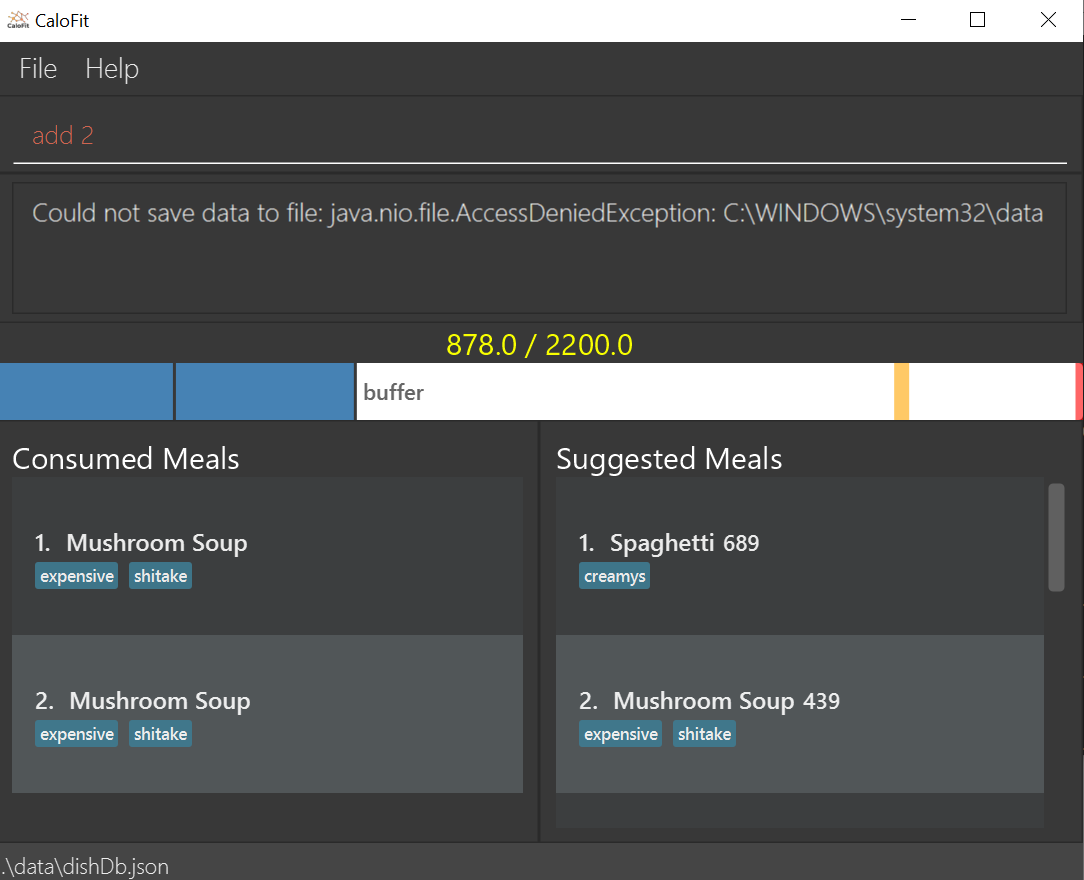 CaloFit CaloFit
File Help
add 2
Could not save data to file: java.nio.file.AccessDeniedException: C:\WINDOWS\system32\data
878.0 / 2200.0
buffer
Consumed Meals
1. Mushroom Soup
expensive shitake
2. Mushroom Soup
expensive shitake
Suggested Meals
1. Spaghetti 689
creamys
2. Mushroom Soup 439
expensive shitake
.\data\dishDb.json